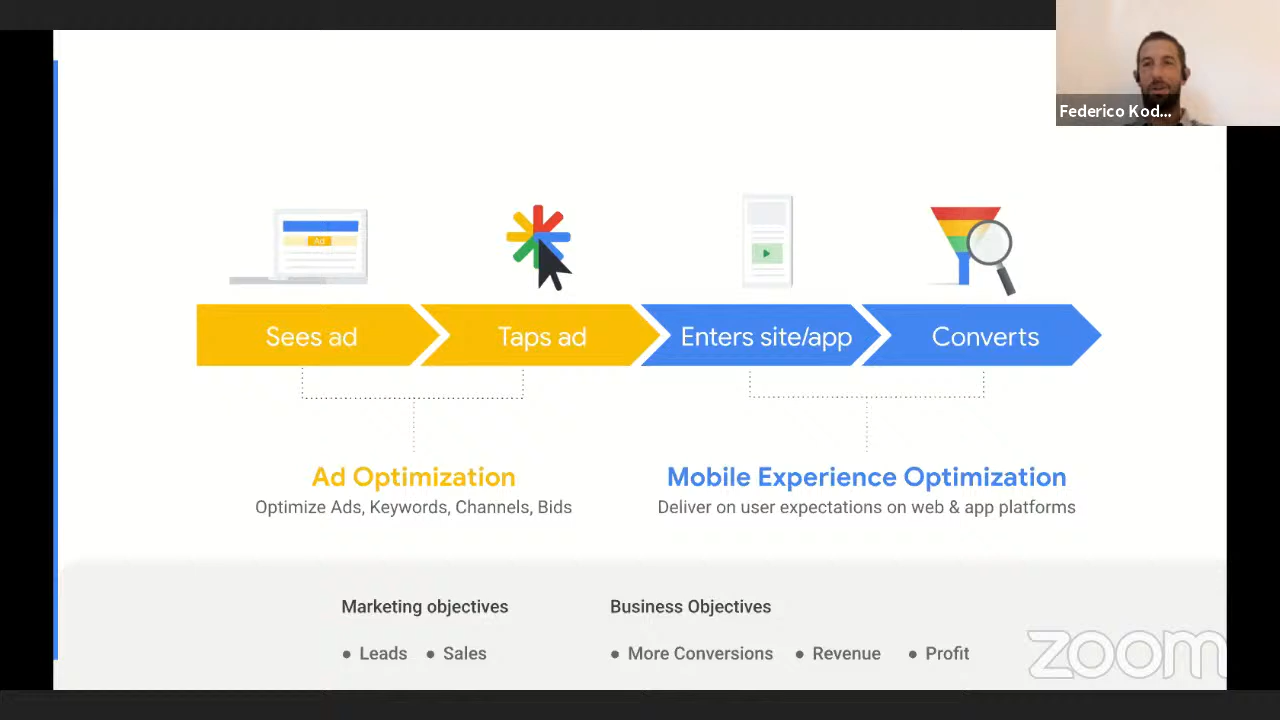 Federico Kod...
Ad
Sees ad
Taps ad
Enters site/app
Converts
Ad Optimization
Optimize Ads, Keywords, Channels, Bids
Mobile Experience Optimization
Deliver on user expectations on web & app platforms
Marketing objectives
• Leads • Sales
Business Objectives
• More Conversions • Revenue • Profit
zoom